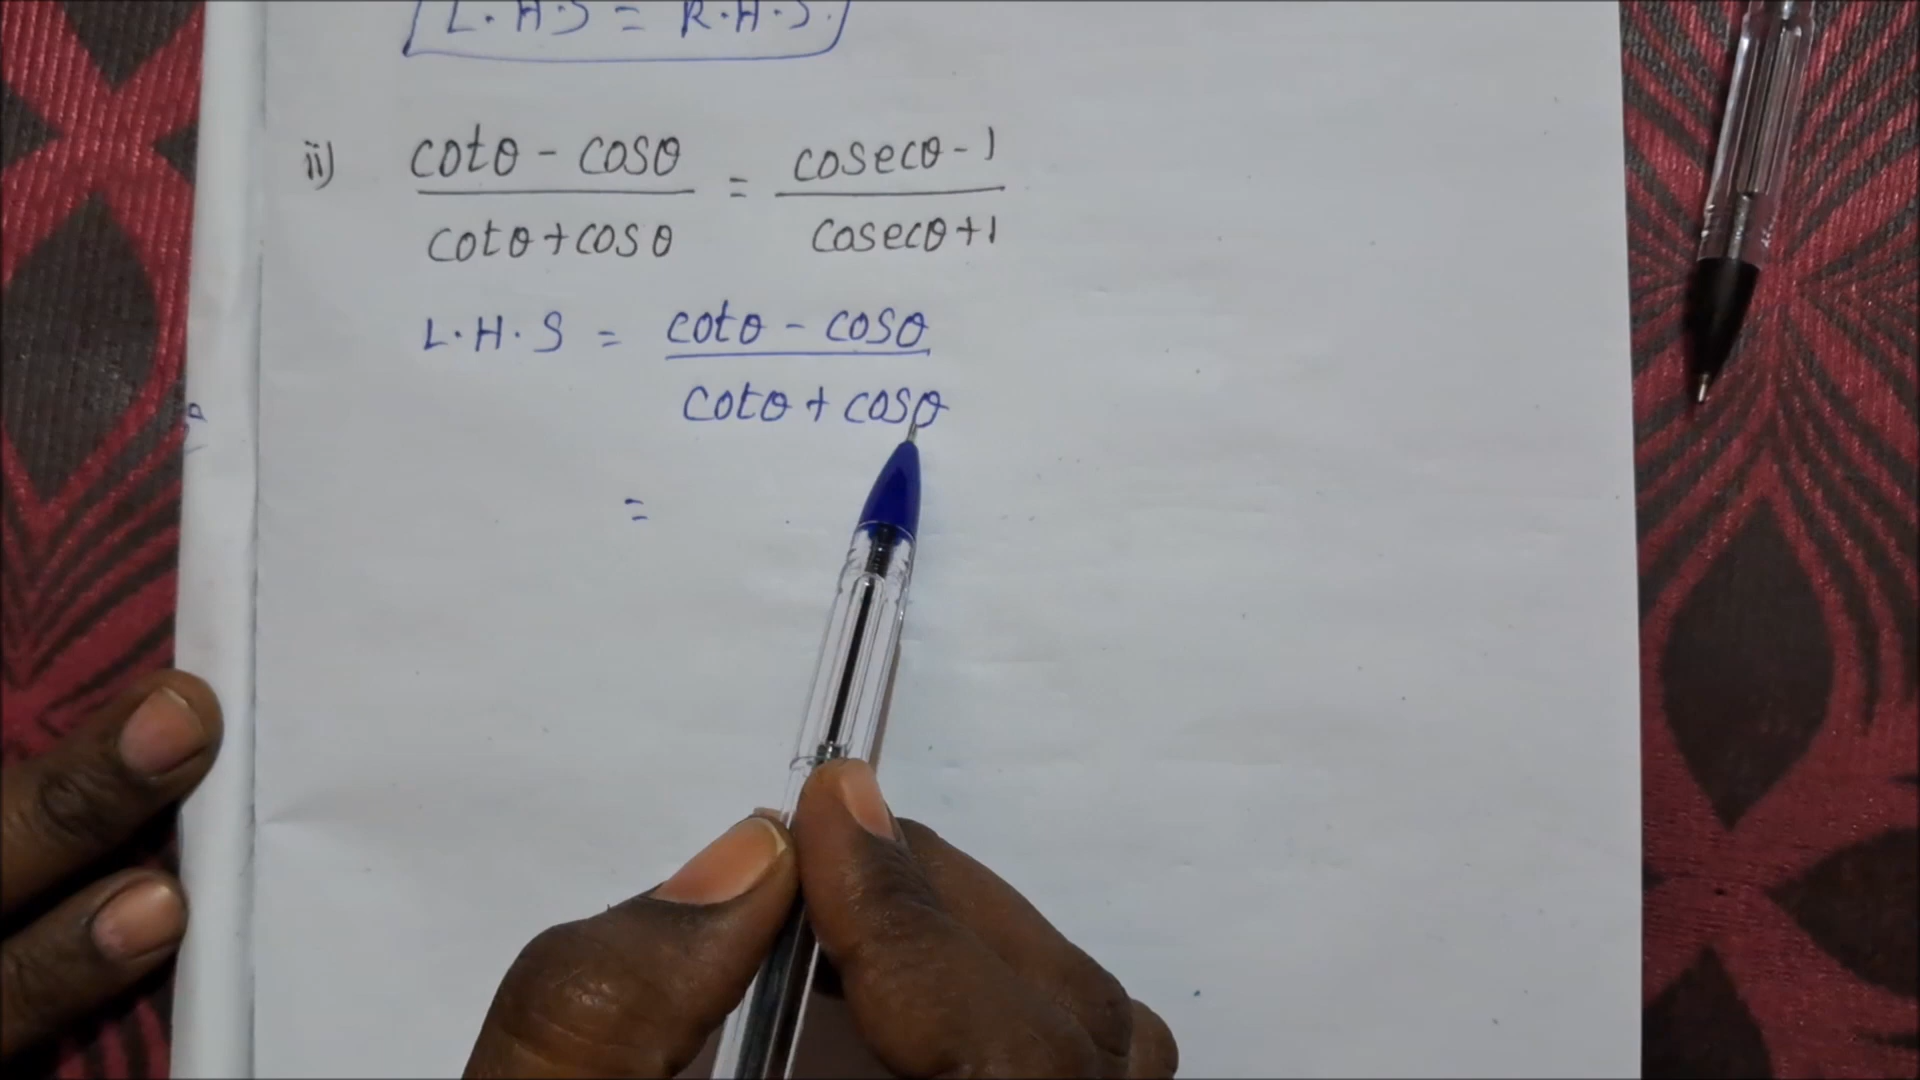 L.H.S = R.H.S.
ii) cotθ - cosθ / cotθ + cosθ = cosecθ - 1 / cosecθ + 1
L.H.S = cotθ - cosθ / cotθ + cosθ
=